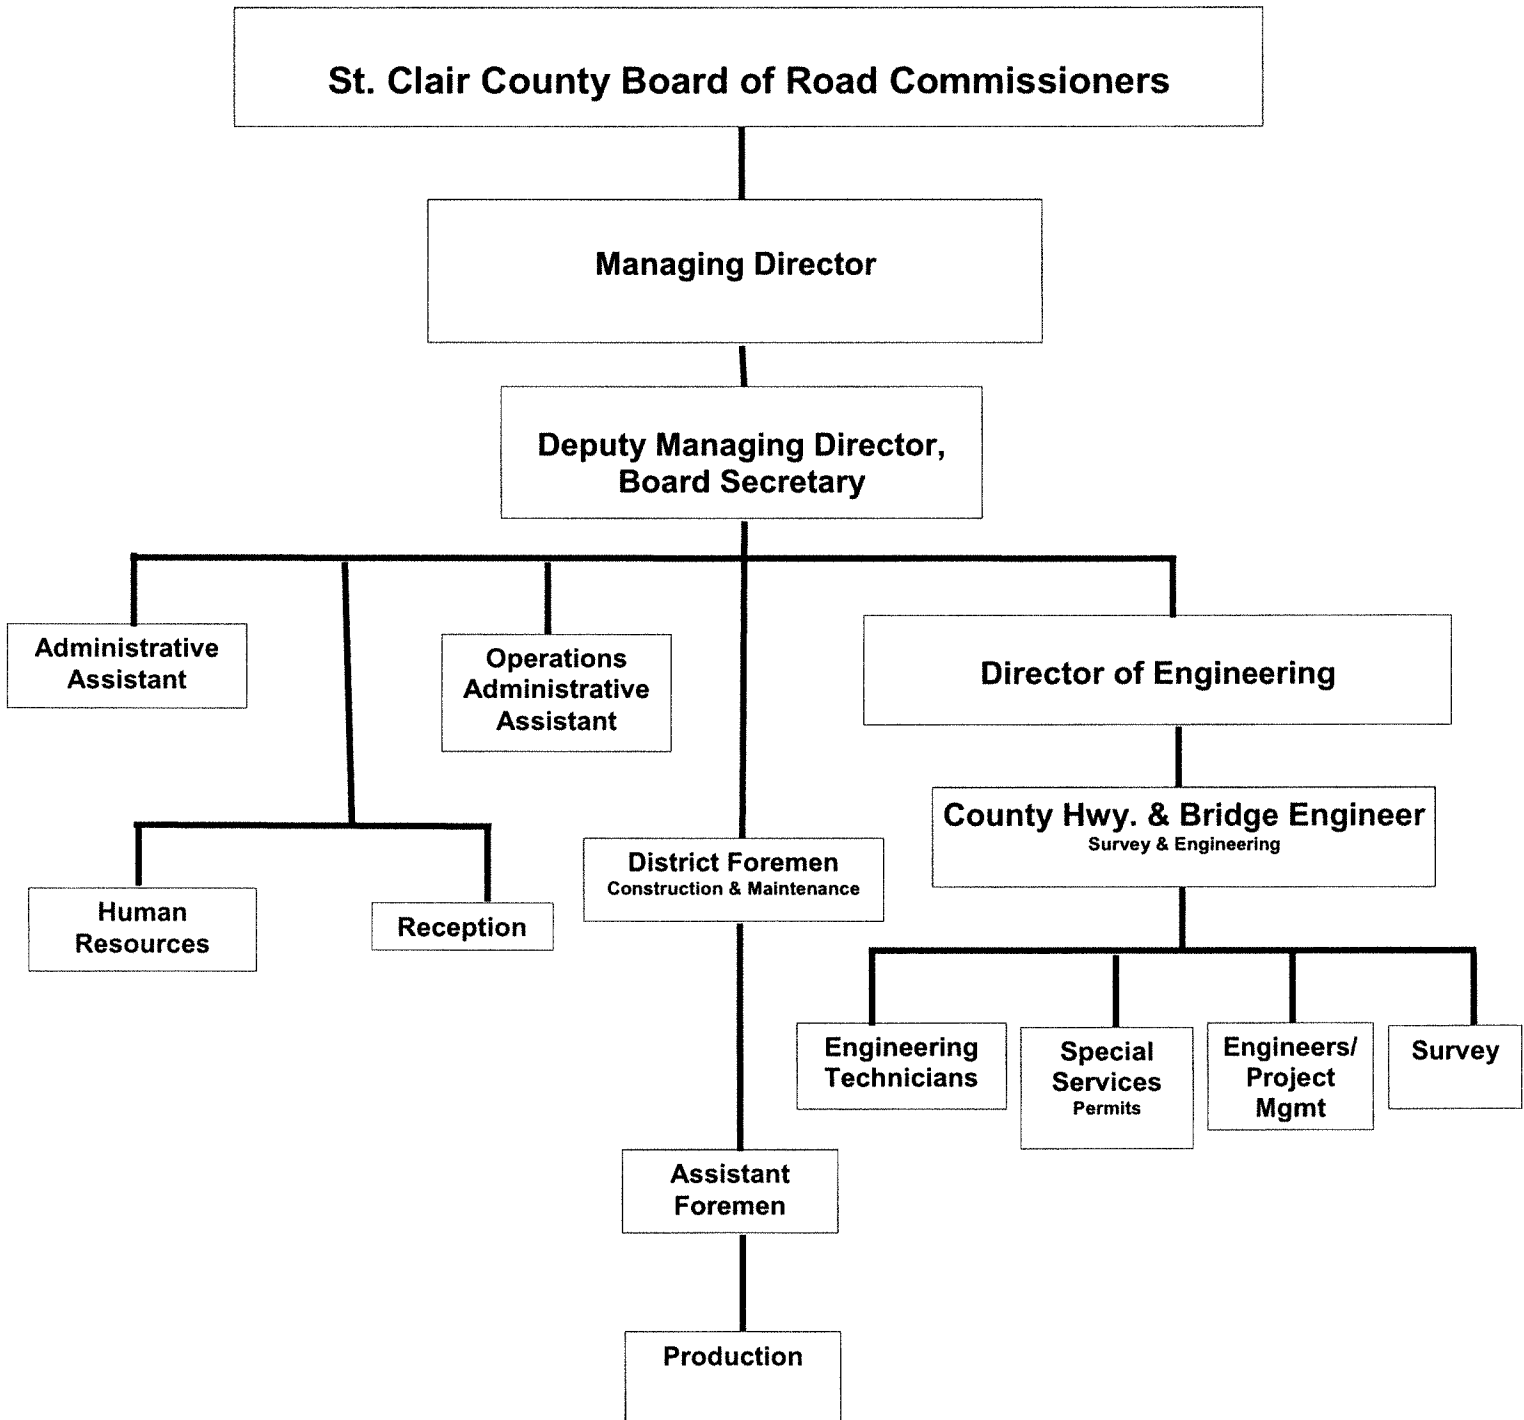 St. Clair County Board of Road Commissioners
Managing Director
Deputy Managing Director,
Board Secretary
Administrative
Assistant
Operations
Administrative
Assistant
Director of Engineering
County Hwy. & Bridge Engineer
Survey & Engineering
District Foremen
Construction & Maintenance
Human
Resources
Reception
Engineering
Technicians
Special
Services
Permits
Engineers/
Project
Mgmt
Survey
Assistant
Foremen
Production